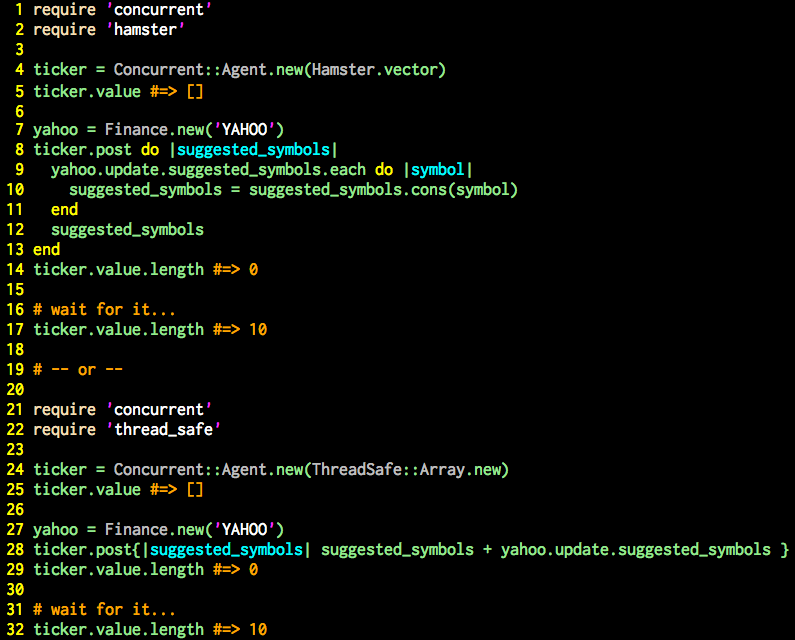 1 require 'concurrent'
2 require 'hamster'
3
4 ticker = Concurrent::Agent.new(Hamster.vector)
5 ticker.value #=> []
6
7 yahoo = Finance.new('YAHOO')
8 ticker.post do |suggested_symbols|
9   yahoo.update.suggested_symbols.each do |symbol|
10     suggested_symbols = suggested_symbols.cons(symbol)
11   end
12   suggested_symbols
13 end
14 ticker.value.length #=> 0
15
16 # wait for it...
17 ticker.value.length #=> 10
18
19 # -- or --
20
21 require 'concurrent'
22 require 'thread_safe'
23
24 ticker = Concurrent::Agent.new(ThreadSafe::Array.new)
25 ticker.value #=> []
26
27 yahoo = Finance.new('YAHOO')
28 ticker.post{|suggested_symbols| suggested_symbols + yahoo.update.suggested_symbols }
29 ticker.value.length #=> 0
30
31 # wait for it...
32 ticker.value.length #=> 10